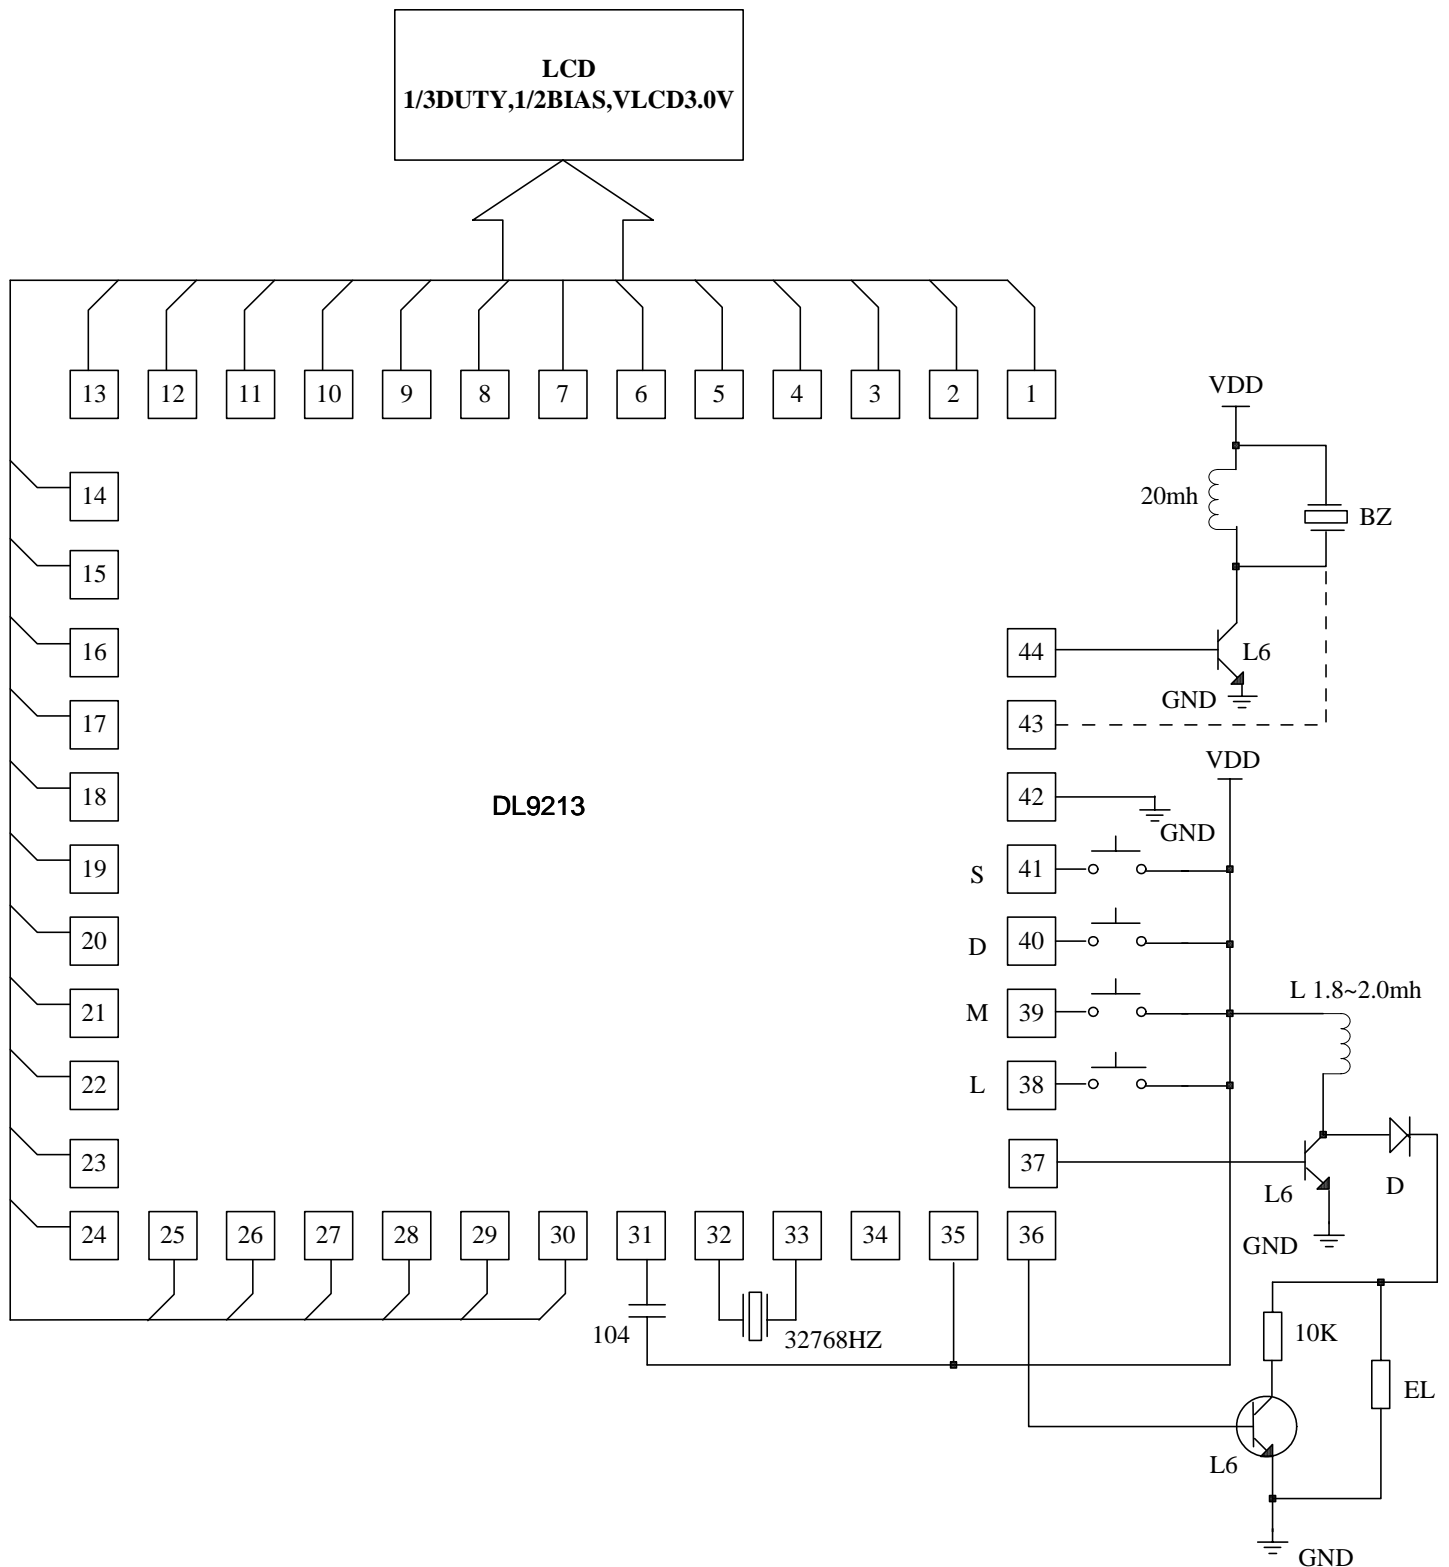 LCD
1/3DUTY,1/2BIAS,VLCD3.0V
13 12 11 10 9 8 7 6 5 4 3 2 1
VDD
14
20mh
BZ
15
16
44
L6
GND
17
43
VDD
18
DL9213
42
GND
19
S
41
20
D
40
21
M
39
L 1.8~2.0mh
22
L
38
23
37
L6
D
24 25 26 27 28 29 30 31 32 33 34 35 36
GND
104
32768HZ
10K
EL
L6
GND